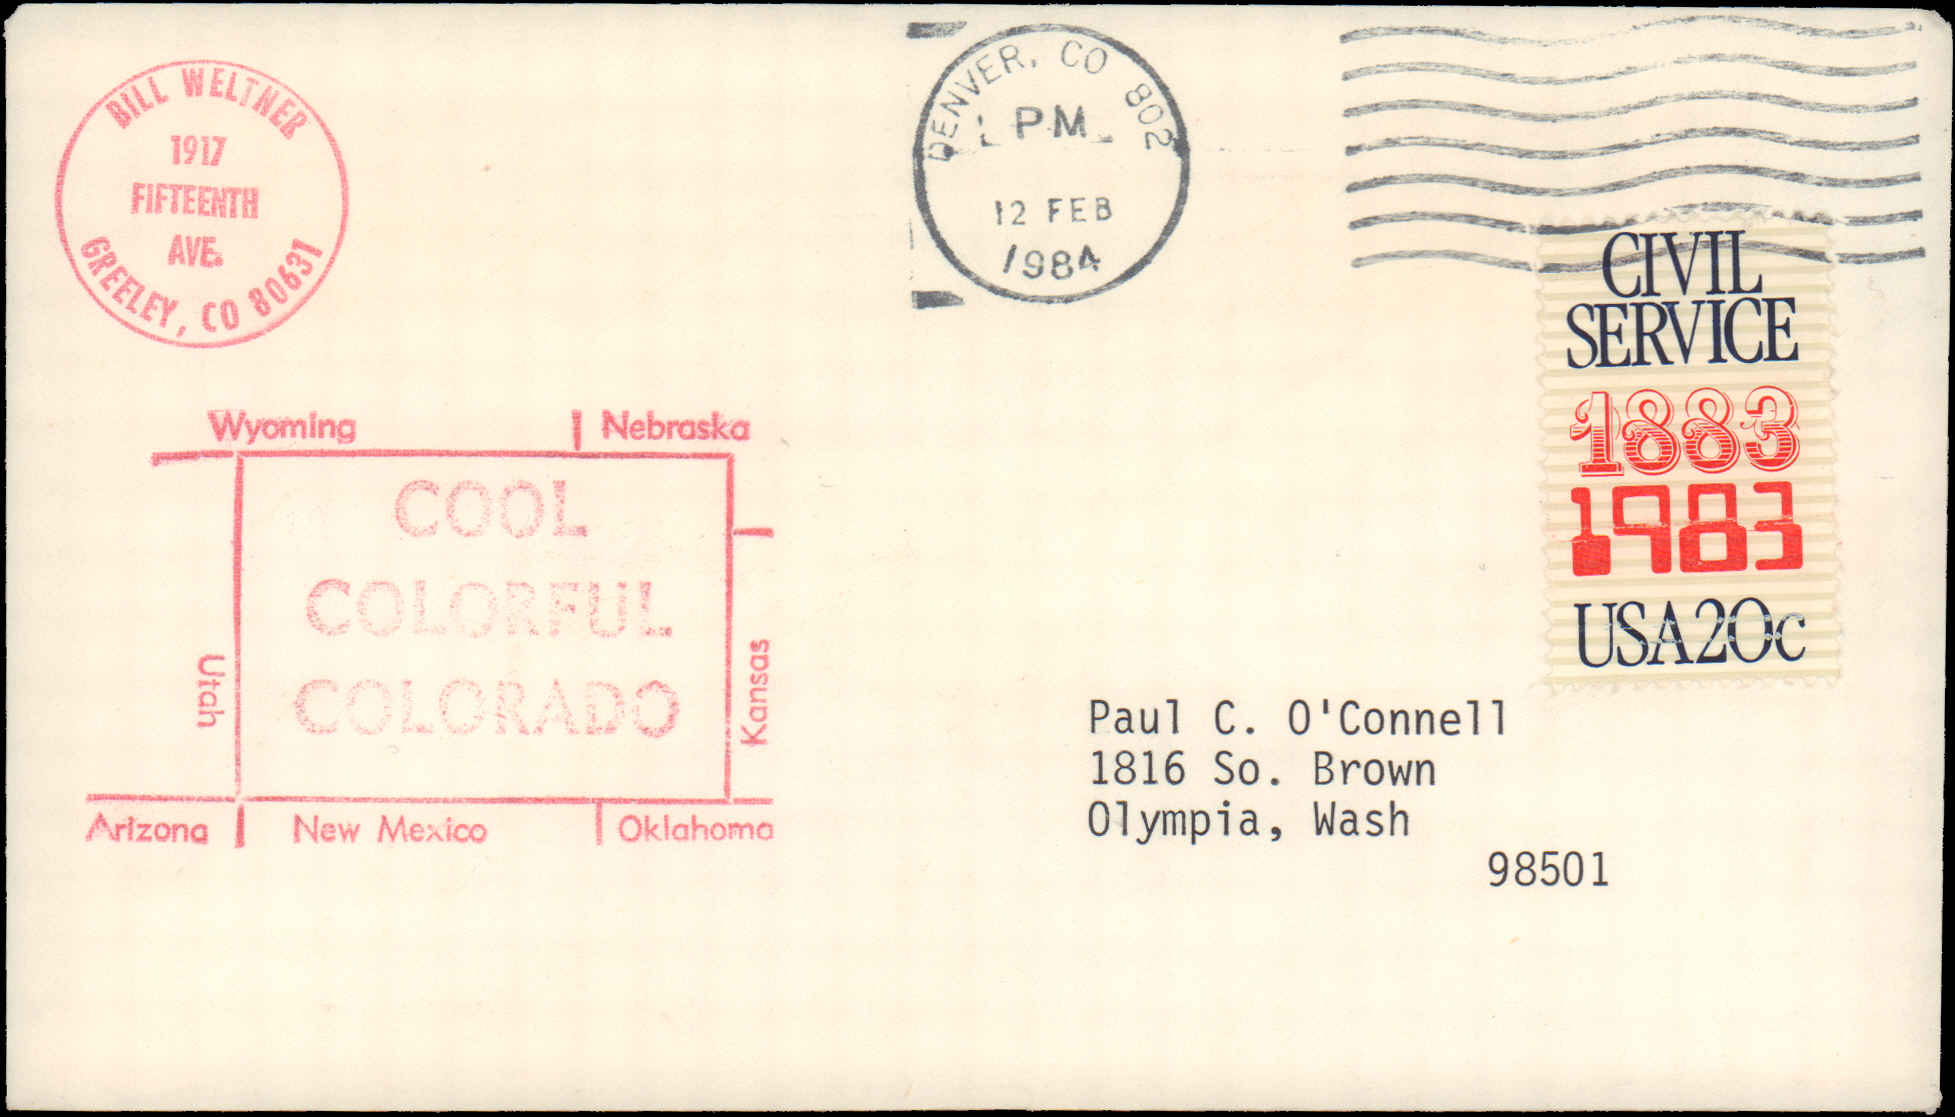 BILL WELTNER
1917
FIFTEENTH
AVE.
GREELEY, CO 80631
DENVER, CO 802
PM
12 FEB
1984
CIVIL
SERVICE
1883
1983
USA20c
Wyoming Nebraska
COOL
COLORFUL
COLORADO
Utah
Kansas
Arizona New Mexico Oklahoma
Paul C. O'Connell
1816 So. Brown
Olympia, Wash
98501